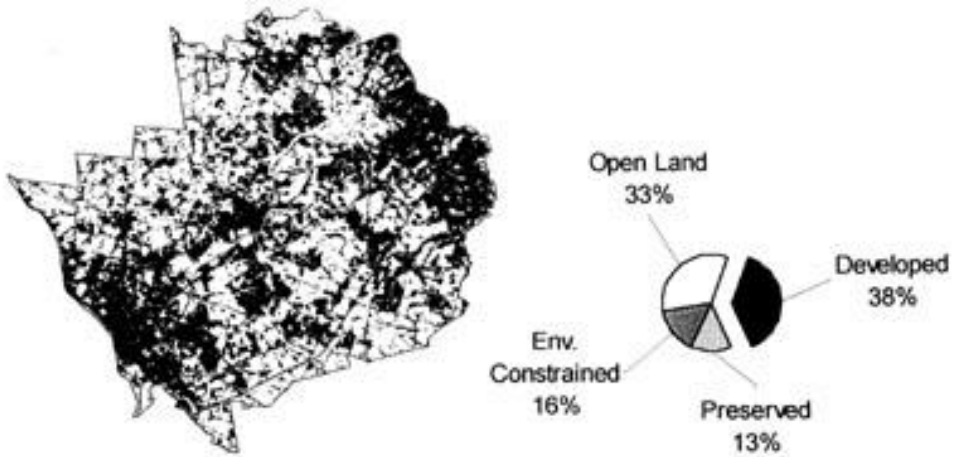 Open Land
33%
Developed
38%
Env.
Constrained
16%
Preserved
13%